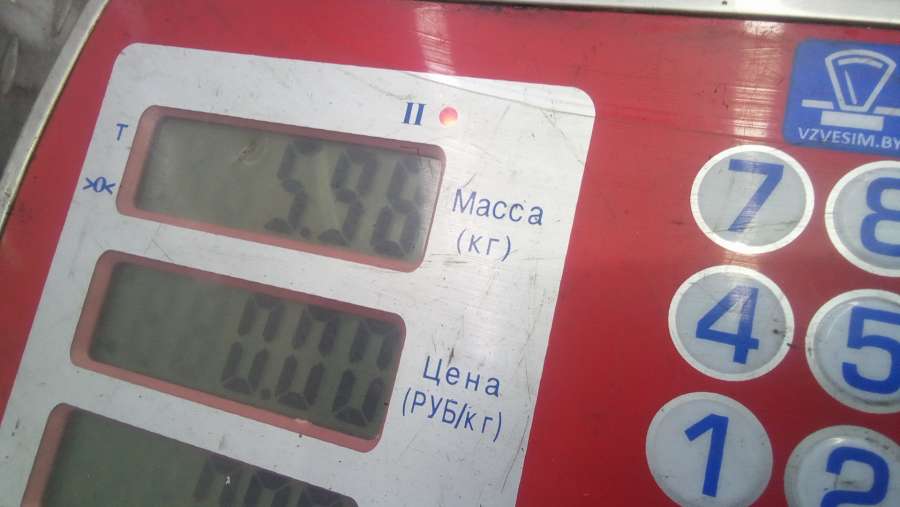 II
T
5.96
>0<
Масса
(кг)
0.00
Цена
(РУБ/кг)
VZVESIM.BY
7 8
4 5
1 2